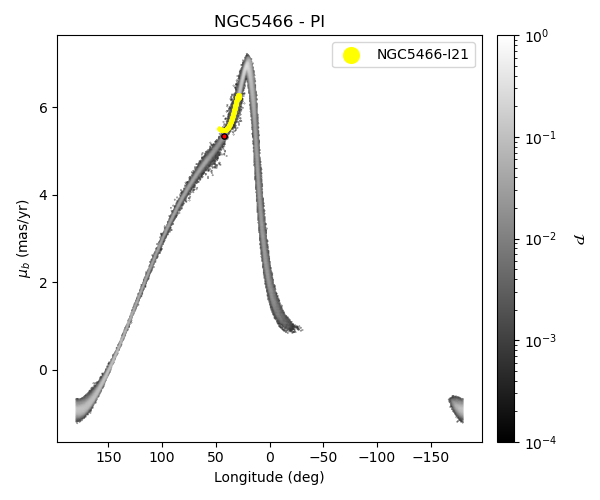 NGC5466 - PI
NGC5466-I21
μ_b (mas/yr)
6
4
2
0
150 100 50 0 −50 −100 −150
Longitude (deg)
10^0
10^-1
10^-2
10^-3
10^-4
P